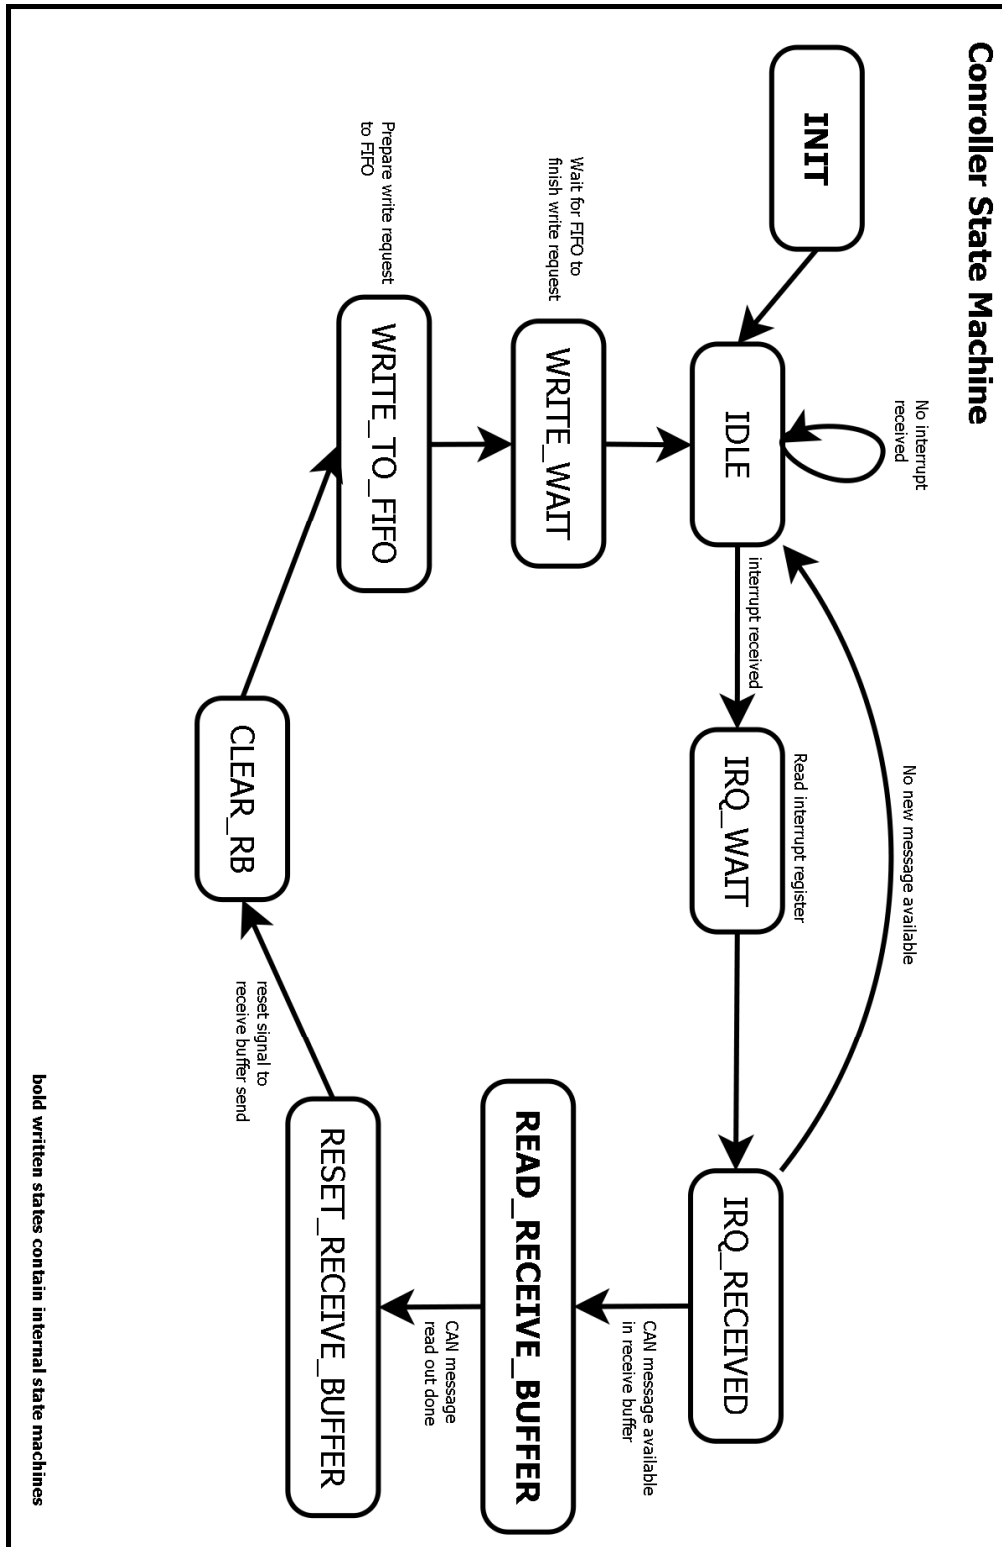 Conroller State Machine
INIT
No interrupt
received
IDLE
interrupt received
Read interrupt register
IRQ_WAIT
No new message available
IRQ_RECEIVED
CAN message available
in receive buffer
READ_RECEIVE_BUFFER
CAN message
read out done
RESET_RECEIVE_BUFFER
reset signal to
receive buffer send
CLEAR_RB
Prepare write request
to FIFO
WRITE_TO_FIFO
Wait for FIFO to
finish write request
WRITE_WAIT
bold written states contain internal state machines